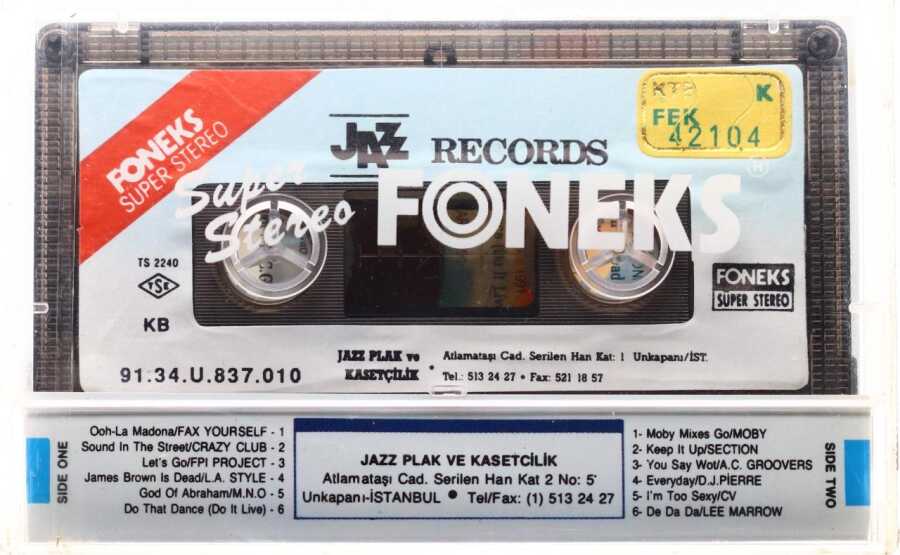 FONEKS
SUPER STEREO
JAZZ RECORDS
K
FEK
42104
Super
Stereo
FONEKS
®
TS 2240
TSE
KB
FONEKS
SÜPER STEREO
91.34.U.837.010
JAZZ PLAK ve
KASETÇİLİK
Atlamataşı Cad. Serilen Han Kat: 1 Unkapanı/İST.
Tel.: 513 24 27 • Fax: 521 18 57
SIDE ONE
Ooh-La Madona/FAX YOURSELF - 1
Sound In The Street/CRAZY CLUB - 2
Let's Go/FPI PROJECT - 3
James Brown Is Dead/L.A. STYLE - 4
God Of Abraham/M.N.O - 5
Do That Dance (Do It Live) - 6
JAZZ PLAK VE KASETCİLİK
Atlamataşı Cad. Serilen Han Kat 2 No: 5
Unkapanı-İSTANBUL • Tel/Fax: (1) 513 24 27
1- Moby Mixes Go/MOBY
2- Keep It Up/SECTION
3- You Say Wot/A.C. GROOVERS
4- Everyday/D.J.PİERRE
5- I'm Too Sexy/CV
6- De Da Da/LEE MARROW
SIDE TWO